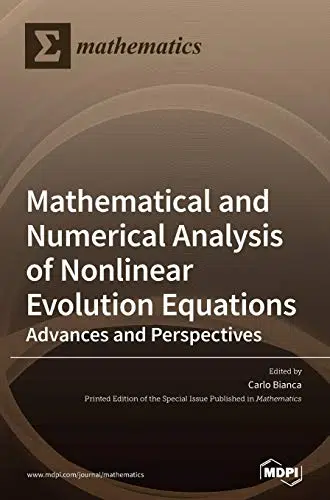 Σ mathematics
Mathematical and
Numerical Analysis
of Nonlinear
Evolution Equations
Advances and Perspectives
Edited by
Carlo Bianca
Printed Edition of the Special Issue Published in Mathematics
www.mdpi.com/journal/mathematics
MDPI